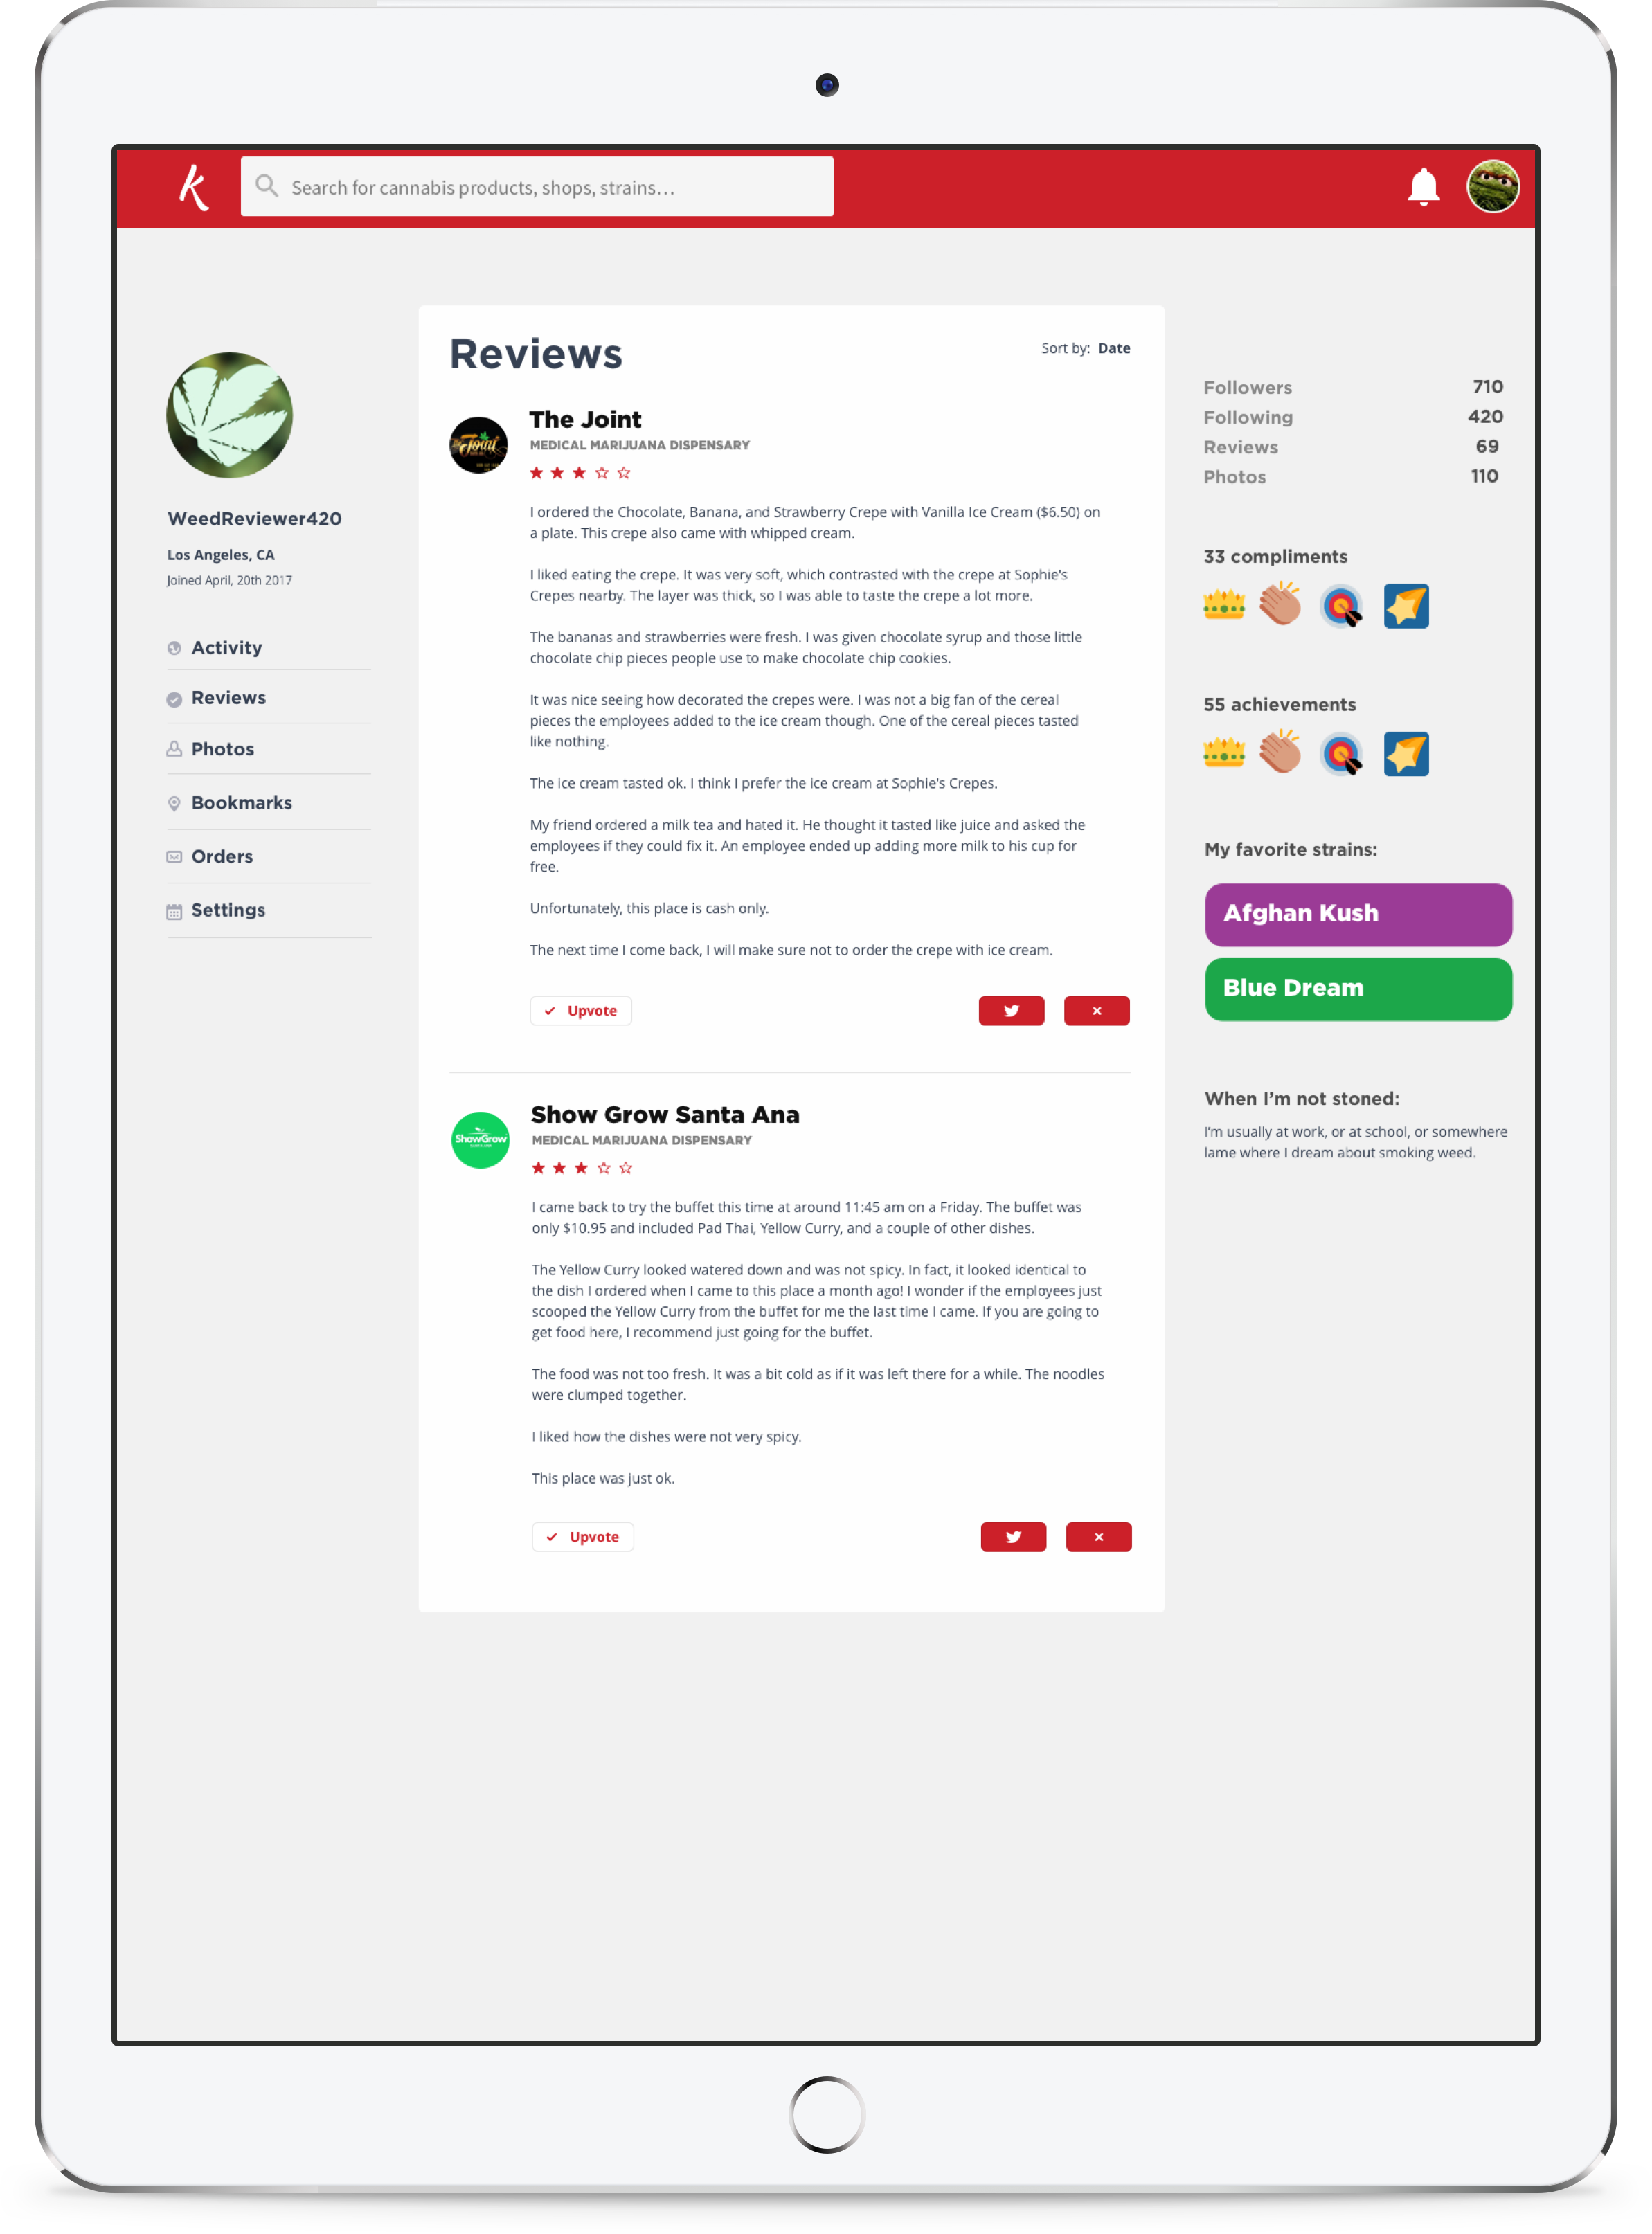 k
Search for cannabis products, shops, strains...
WeedReviewer420
Los Angeles, CA
Joined April, 20th 2017
Activity
Reviews
Photos
Bookmarks
Orders
Settings
Reviews
Sort by: Date
The Joint
MEDICAL MARIJUANA DISPENSARY
I ordered the Chocolate, Banana, and Strawberry Crepe with Vanilla Ice Cream ($6.50) on
a plate. This crepe also came with whipped cream.
I liked eating the crepe. It was very soft, which contrasted with the crepe at Sophie's
Crepes nearby. The layer was thick, so I was able to taste the crepe a lot more.
The bananas and strawberries were fresh. I was given chocolate syrup and those little
chocolate chip pieces people use to make chocolate chip cookies.
It was nice seeing how decorated the crepes were. I was not a big fan of the cereal
pieces the employees added to the ice cream though. One of the cereal pieces tasted
like nothing.
The ice cream tasted ok. I think I prefer the ice cream at Sophie's Crepes.
My friend ordered a milk tea and hated it. He thought it tasted like juice and asked the
employees if they could fix it. An employee ended up adding more milk to his cup for
free.
Unfortunately, this place is cash only.
The next time I come back, I will make sure not to order the crepe with ice cream.
Upvote
ShowGrow
Show Grow Santa Ana
MEDICAL MARIJUANA DISPENSARY
I came back to try the buffet this time at around 11:45 am on a Friday. The buffet was
only $10.95 and included Pad Thai, Yellow Curry, and a couple of other dishes.
The Yellow Curry looked watered down and was not spicy. In fact, it looked identical to
the dish I ordered when I came to this place a month ago! I wonder if the employees just
scooped the Yellow Curry from the buffet for me the last time I came. If you are going to
get food here, I recommend just going for the buffet.
The food was not too fresh. It was a bit cold as if it was left there for a while. The noodles
were clumped together.
I liked how the dishes were not very spicy.
This place was just ok.
Upvote
Followers 710
Following 420
Reviews 69
Photos 110
33 compliments
55 achievements
My favorite strains:
Afghan Kush
Blue Dream
When I'm not stoned:
I'm usually at work, or at school, or somewhere
lame where I dream about smoking weed.